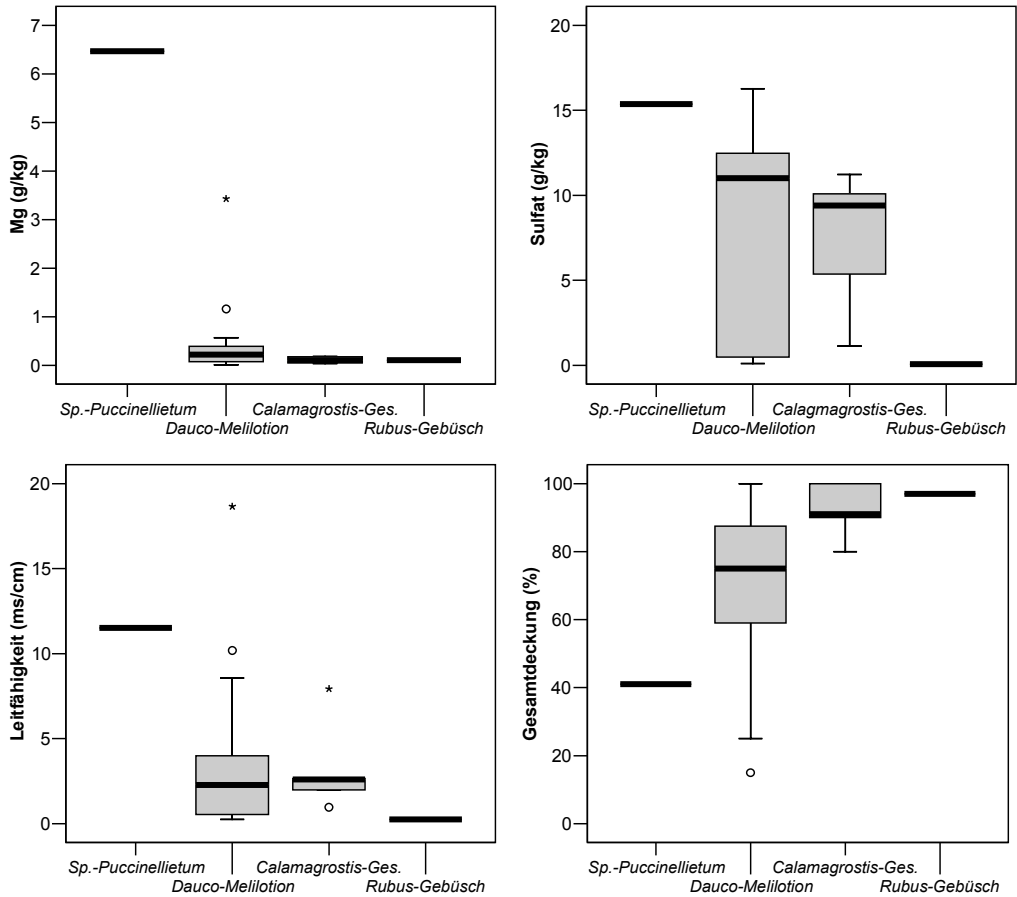 Mg (g/kg)
7
6
5
4
3
2
1
0
*
Sp.-Puccinellietum
Calamagrostis-Ges.
Dauco-Melilotion
Rubus-Gebüsch
Sulfat (g/kg)
20
15
10
5
0
Sp.-Puccinellietum
Calagmagrostis-Ges.
Dauco-Melilotion
Rubus-Gebüsch
Leitfähigkeit (ms/cm)
20
15
10
5
0
*
*
Sp.-Puccinellietum
Calamagrostis-Ges.
Dauco-Melilotion
Rubus-Gebüsch
Gesamtdeckung (%)
100
80
60
40
20
0
Sp.-Puccinellietum
Calamagrostis-Ges.
Dauco-Melilotion
Rubus-Gebüsch